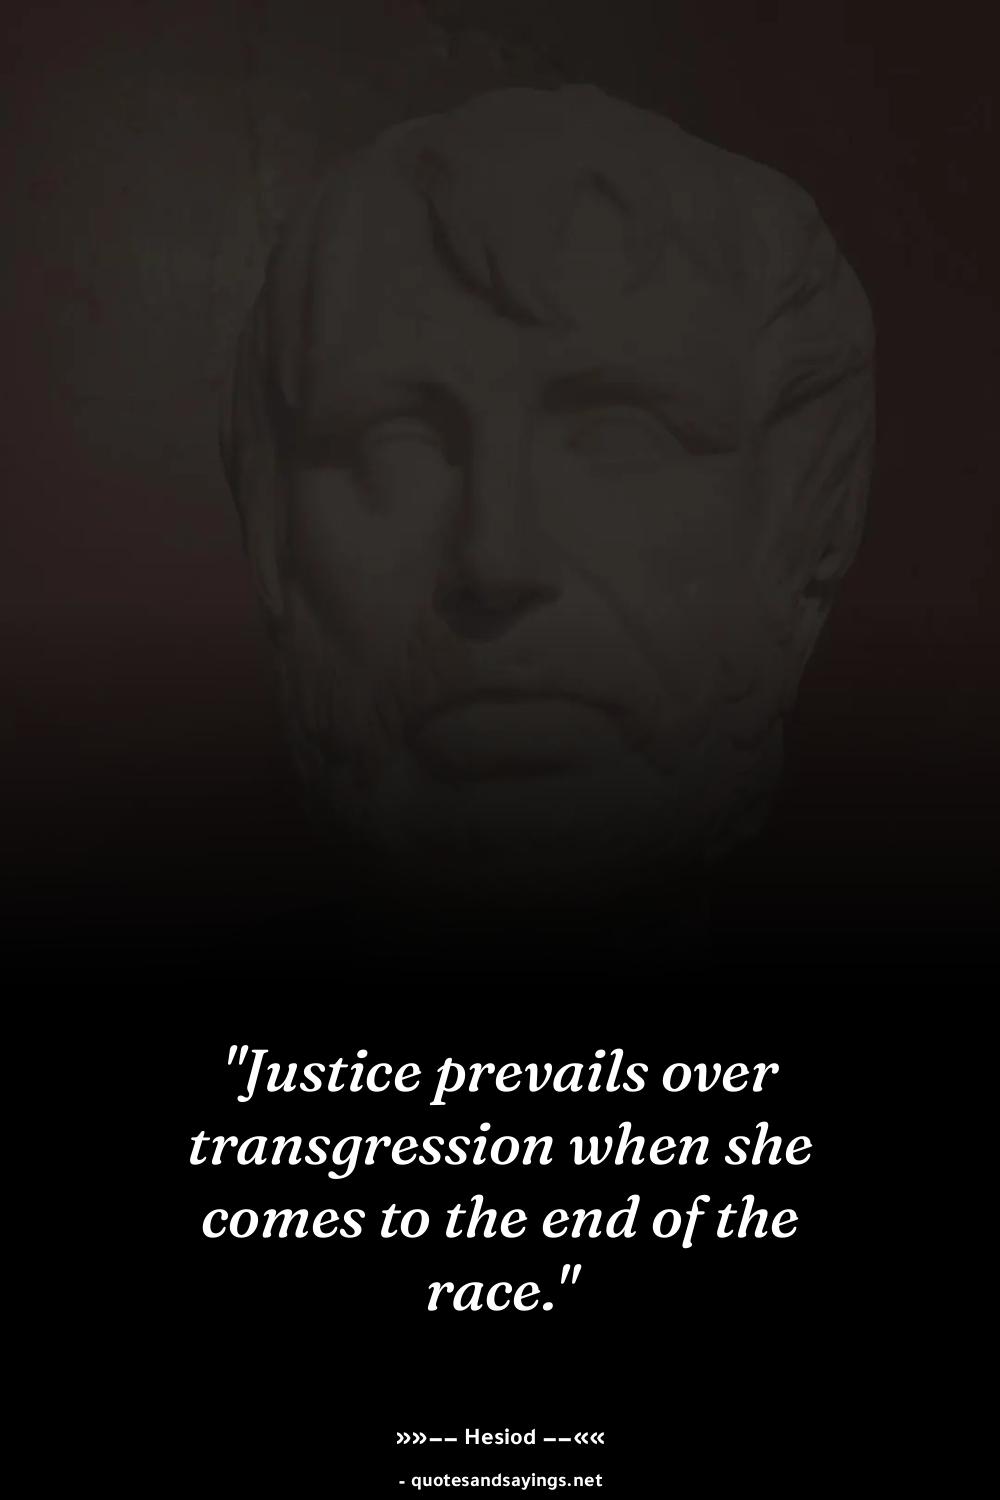 "Justice prevails over
transgression when she
comes to the end of the
race."
»»—— Hesiod ——««
- quotesandsayings.net